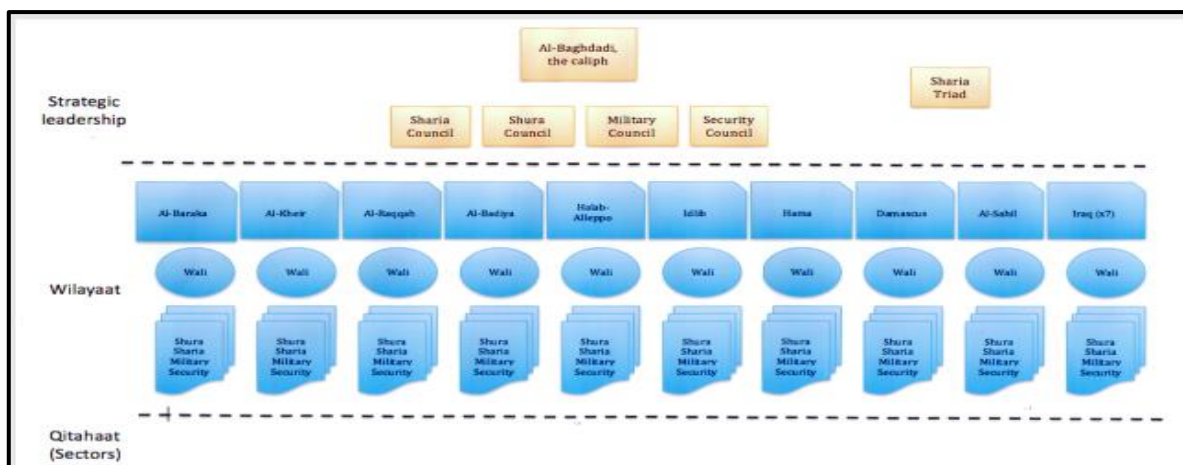 Al-Baghdadi,
the caliph
Sharia
Triad
Strategic
leadership
Sharia
Council
Shura
Council
Military
Council
Security
Council
Al-Baraka
Al-Kheir
Al-Raqqah
Al-Badiya
Halab-
Alleppo
Idlib
Hama
Damascus
Al-Sahil
Iraq (x7)
Wilayaat
Wali
Wali
Wali
Wali
Wali
Wali
Wali
Wali
Wali
Wali
Shura
Sharia
Military
Security
Shura
Sharia
Military
Security
Shura
Sharia
Military
Security
Shura
Sharia
Military
Security
Shura
Sharia
Military
Security
Shura
Sharia
Military
Security
Shura
Sharia
Military
Security
Shura
Sharia
Military
Security
Shura
Sharia
Military
Security
Shura
Sharia
Military
Security
Qitahaat
(Sectors)